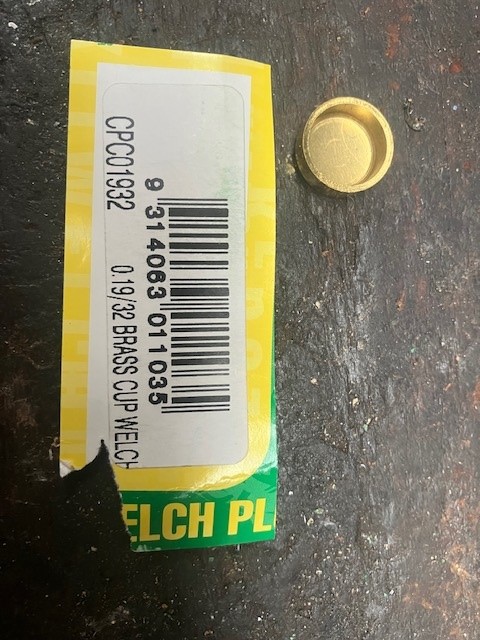 CPC01932
0.19/32 BRASS CUP WELCH
9 314063 011035
ELCH PL